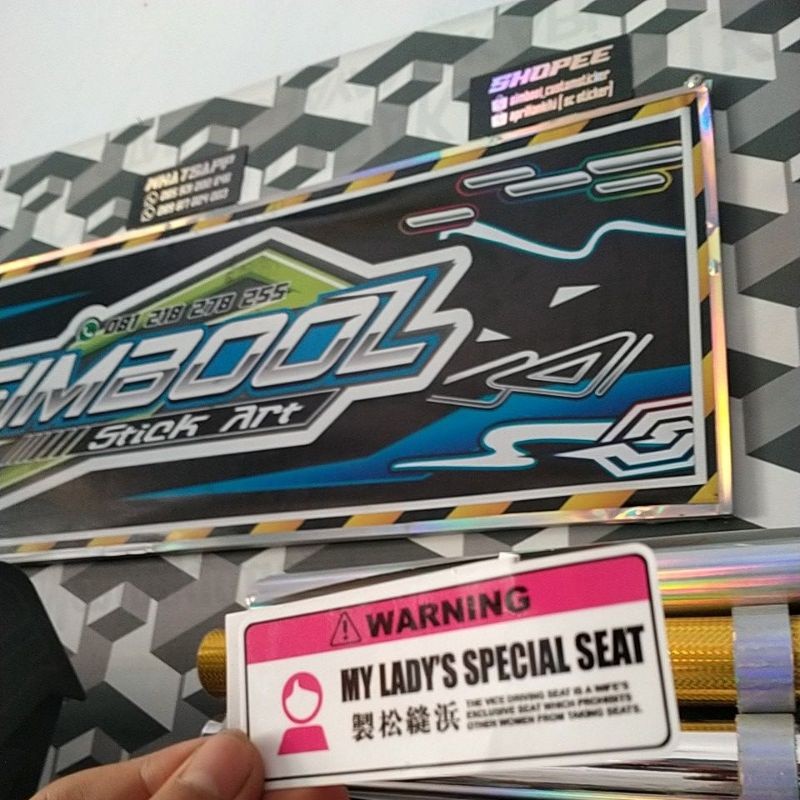 SHOPEE
WHATSAPP
081 218 278 255
SIMBOOL
Stick Art
WARNING
MY LADY'S SPECIAL SEAT
製松縫浜
THE VICE DRIVING SEAT IS A WIFE'S
EXCLUSIVE SEAT WHICH PROHIBITS
OTHER WOMEN FROM TAKING SEATS.